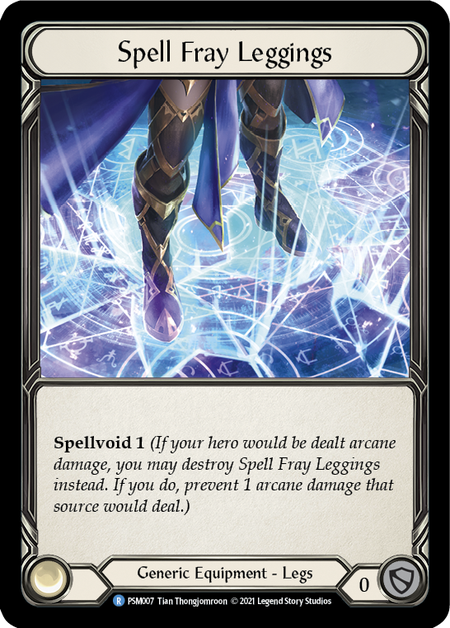 Spell Fray Leggings
Spellvoid 1 (If your hero would be dealt arcane
damage, you may destroy Spell Fray Leggings
instead. If you do, prevent 1 arcane damage that
source would deal.)
Generic Equipment - Legs
0
R PSM007 Tian Thongjomroon © 2021 Legend Story Studios